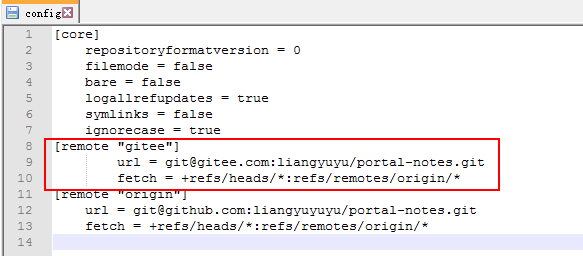 config
1 [core]
2 repositoryformatversion = 0
3 filemode = false
4 bare = false
5 logallrefupdates = true
6 symlinks = false
7 ignorecase = true
8 [remote "gitee"]
9 url = git@gitee.com:liangyuyu/portal-notes.git
10 fetch = +refs/heads/*:refs/remotes/origin/*
11 [remote "origin"]
12 url = git@github.com:liangyuyuyu/portal-notes.git
13 fetch = +refs/heads/*:refs/remotes/origin/*
14